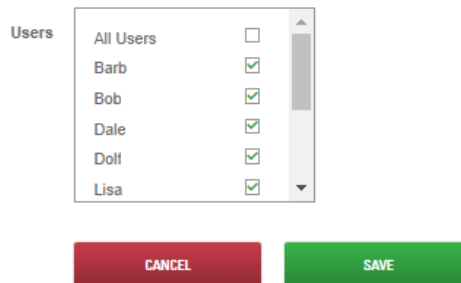 Users
All Users
Barb
Bob
Dale
Dolf
Lisa
CANCEL SAVE